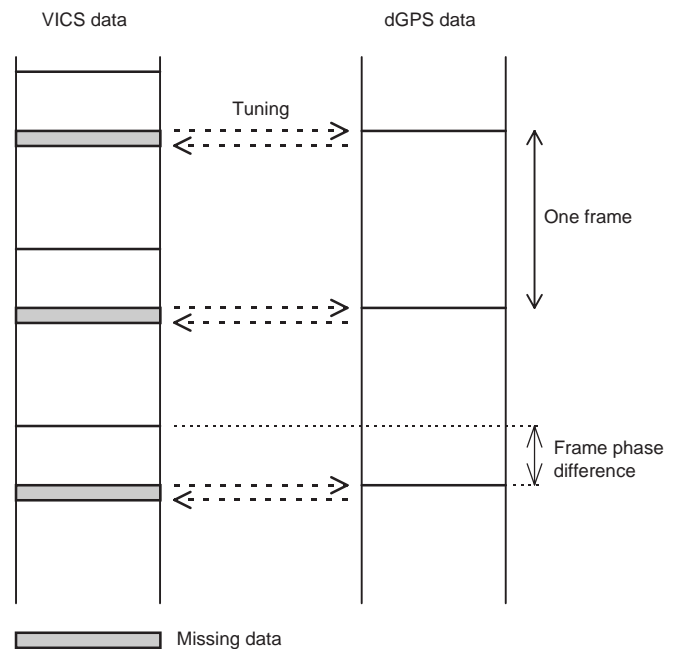 VICS data
dGPS data
Tuning
One frame
Frame phase
difference
Missing data